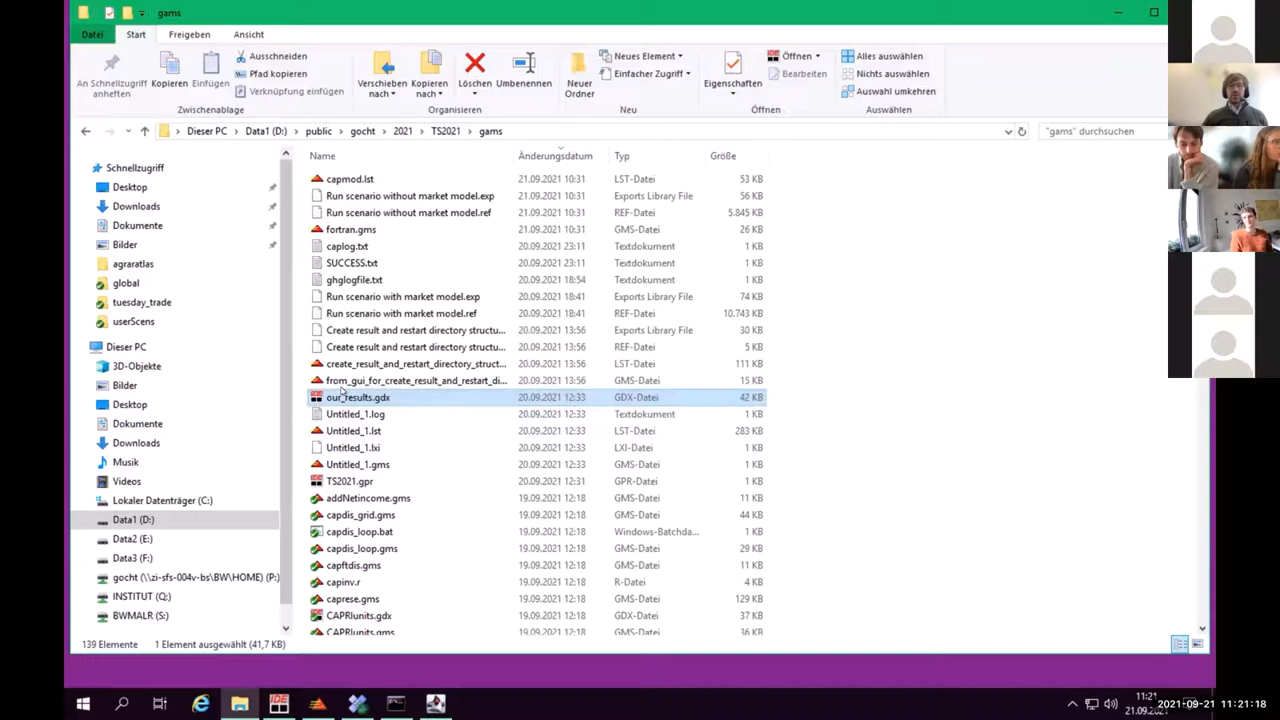 gams
Datei Start Freigeben Ansicht
An Schnellzugriff anheften
Kopieren
Einfügen
Ausschneiden
Pfad kopieren
Verknüpfung einfügen
Zwischenablage
Verschieben nach
Kopieren nach
Löschen
Umbenennen
Organisieren
Neuer Ordner
Neues Element
Einfacher Zugriff
Neu
Eigenschaften
Öffnen
Bearbeiten
Öffnen
Alles auswählen
Nichts auswählen
Auswahl umkehren
Auswählen
Dieser PC > Data1 (D:) > public > gocht > 2021 > TS2021 > gams
"gams" durchsuchen
Schnellzugriff
Desktop
Downloads
Dokumente
Bilder
agraratlas
global
tuesday_trade
userScens
Dieser PC
3D-Objekte
Bilder
Desktop
Dokumente
Downloads
Musik
Videos
Lokaler Datenträger (C:)
Data1 (D:)
Data2 (E:)
Data3 (F:)
gocht (\\zi-sfs-004v-bs\BW\HOME) (P:)
INSTITUT (Q:)
BWMALR (S:)
Name Änderungsdatum Typ Größe
capmod.lst 21.09.2021 10:31 LST-Datei 53 KB
Run scenario without market model.exp 21.09.2021 10:31 Exports Library File 56 KB
Run scenario without market model.ref 21.09.2021 10:31 REF-Datei 5.845 KB
fortran.gms 21.09.2021 10:31 GMS-Datei 26 KB
caplog.txt 20.09.2021 23:11 Textdokument 1 KB
SUCCESS.txt 20.09.2021 23:11 Textdokument 1 KB
ghglogfile.txt 20.09.2021 18:54 Textdokument 1 KB
Run scenario with market model.exp 20.09.2021 18:41 Exports Library File 74 KB
Run scenario with market model.ref 20.09.2021 18:41 REF-Datei 10.743 KB
Create result and restart directory structu... 20.09.2021 13:56 Exports Library File 30 KB
Create result and restart directory structu... 20.09.2021 13:56 REF-Datei 5 KB
create_result_and_restart_directory_struct... 20.09.2021 13:56 LST-Datei 111 KB
from_gui_for_create_result_and_restart_di... 20.09.2021 13:56 GMS-Datei 15 KB
our_results.gdx 20.09.2021 12:33 GDX-Datei 42 KB
Untitled_1.log 20.09.2021 12:33 Textdokument 1 KB
Untitled_1.lst 20.09.2021 12:33 LST-Datei 283 KB
Untitled_1.lxi 20.09.2021 12:33 LXI-Datei 1 KB
Untitled_1.gms 20.09.2021 12:33 GMS-Datei 1 KB
TS2021.gpr 20.09.2021 12:31 GPR-Datei 1 KB
addNetincome.gms 19.09.2021 12:18 GMS-Datei 11 KB
capdis_grid.gms 19.09.2021 12:18 GMS-Datei 44 KB
capdis_loop.bat 19.09.2021 12:18 Windows-Batchda... 1 KB
capdis_loop.gms 19.09.2021 12:18 GMS-Datei 29 KB
capftdis.gms 19.09.2021 12:18 GMS-Datei 11 KB
capinv.r 19.09.2021 12:18 R-Datei 4 KB
caprese.gms 19.09.2021 12:18 GMS-Datei 129 KB
CAPRIunits.gdx 19.09.2021 12:18 GDX-Datei 37 KB
CAPRIunits.gms 19.09.2021 12:18 GMS-Datei 36 KB
139 Elemente 1 Element ausgewählt (41,7 KB)
IDE
11:21
2021-09-21 11:21:18